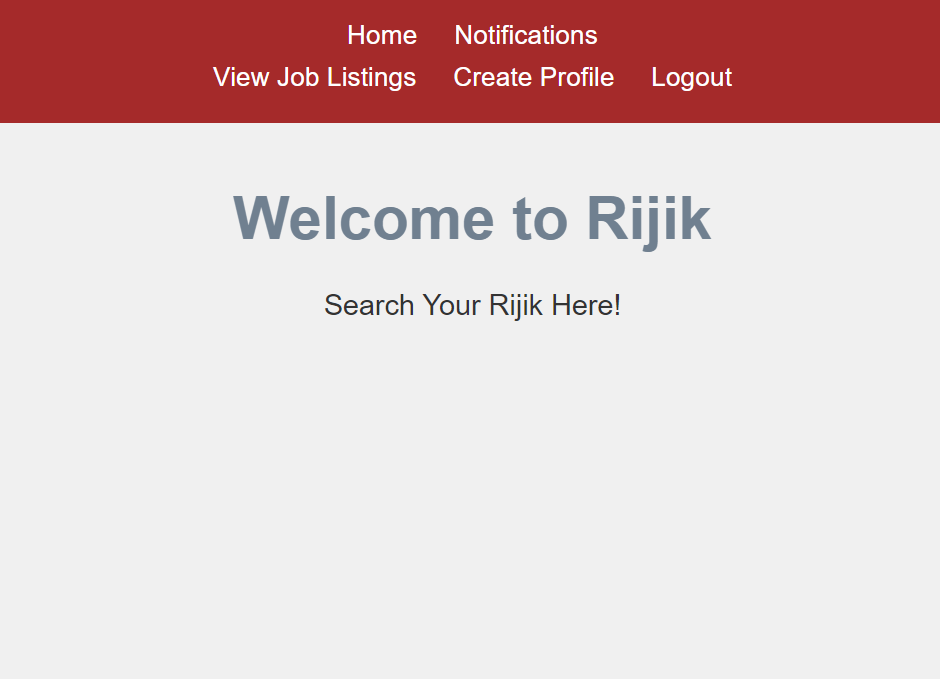 Home Notifications
View Job Listings Create Profile Logout
Welcome to Rijik
Search Your Rijik Here!